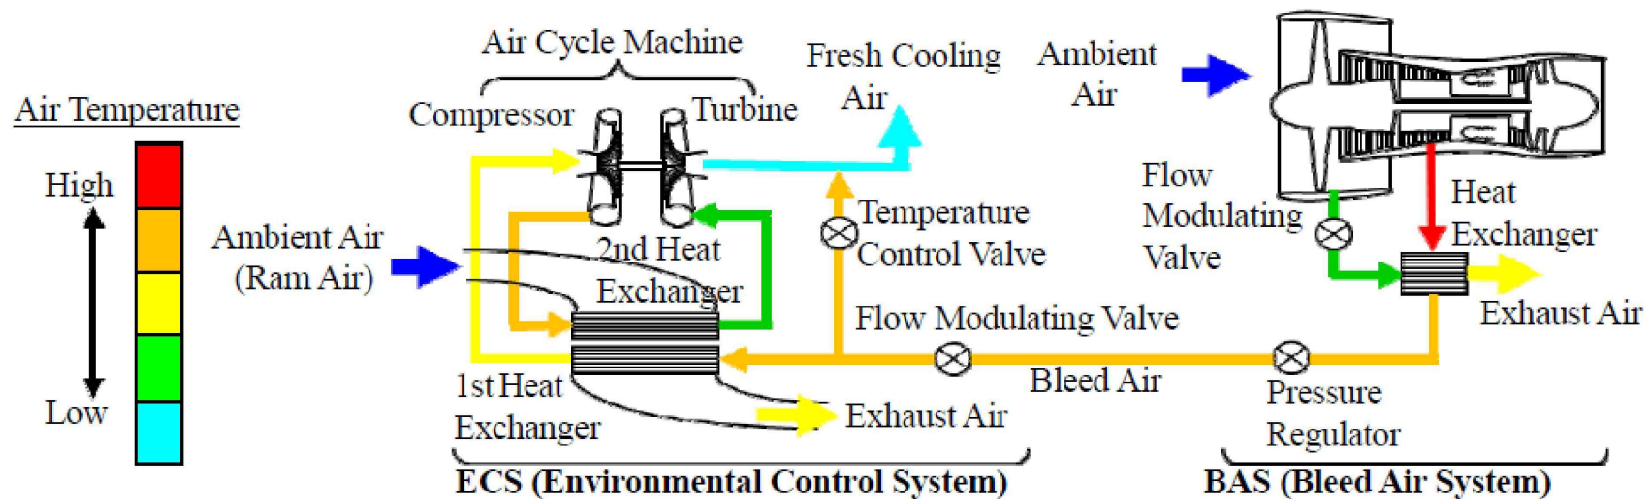 Air Temperature
High
Low
Air Cycle Machine
Compressor
Turbine
Fresh Cooling
Air
Ambient
Air
Ambient Air
(Ram Air)
2nd Heat
Exchanger
Temperature
Control Valve
Flow
Modulating
Valve
Heat
Exchanger
Exhaust Air
Flow Modulating Valve
Bleed Air
Pressure
Regulator
1st Heat
Exchanger
Exhaust Air
ECS (Environmental Control System)
BAS (Bleed Air System)